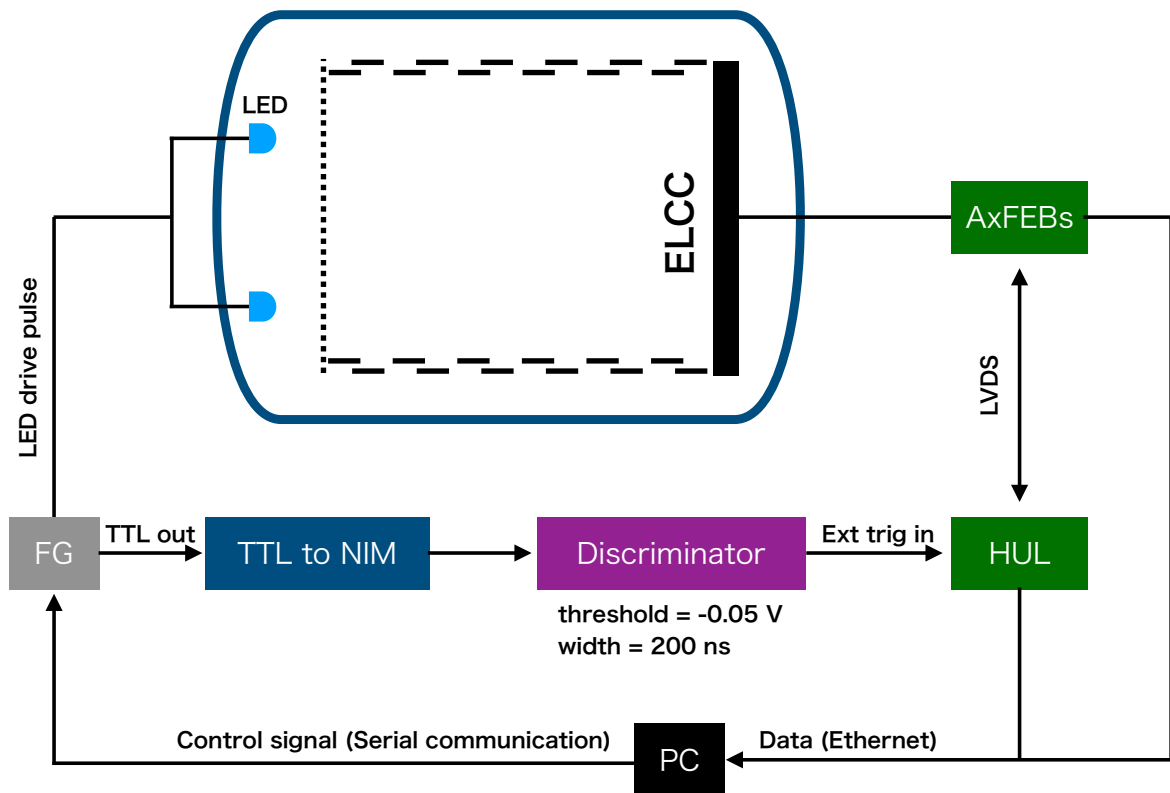 LED
ELCC
AxFEBs
LED drive pulse
LVDS
FG
TTL out
TTL to NIM
Discriminator
Ext trig in
HUL
threshold = -0.05 V
width = 200 ns
Control signal (Serial communication)
PC
Data (Ethernet)